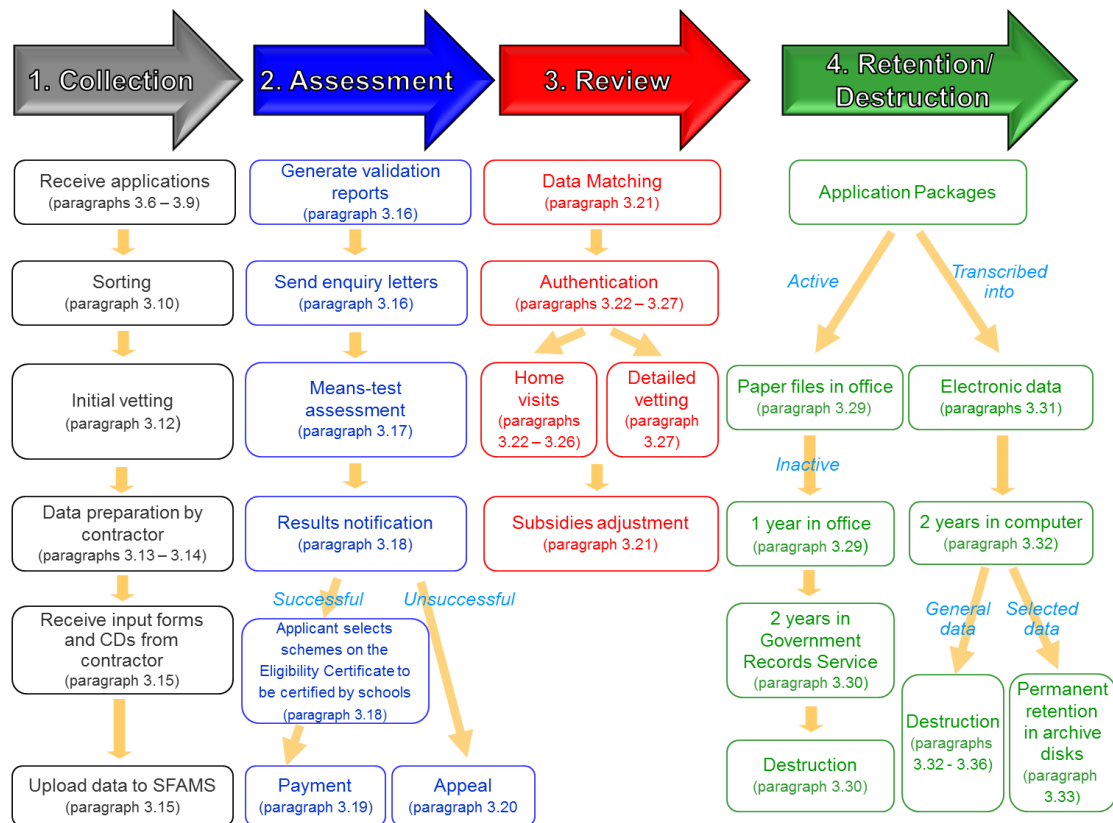 1. Collection
2. Assessment
3. Review
4. Retention/
Destruction
Receive applications
(paragraphs 3.6 – 3.9)
Sorting
(paragraph 3.10)
Initial vetting
(paragraph 3.12)
Data preparation by
contractor
(paragraphs 3.13 – 3.14)
Receive input forms
and CDs from
contractor
(paragraph 3.15)
Upload data to SFAMS
(paragraph 3.15)
Generate validation
reports
(paragraph 3.16)
Send enquiry letters
(paragraph 3.16)
Means-test
assessment
(paragraph 3.17)
Results notification
(paragraph 3.18)
Successful
Unsuccessful
Applicant selects
schemes on the
Eligibility Certificate to
be certified by schools
(paragraph 3.18)
Payment
(paragraph 3.19)
Appeal
(paragraph 3.20
Data Matching
(paragraph 3.21)
Authentication
(paragraphs 3.22 – 3.27)
Home
visits
(paragraphs
3.22 – 3.26)
Detailed
vetting
(paragraph
3.27)
Subsidies adjustment
(paragraph 3.21)
Application Packages
Active
Transcribed
into
Paper files in office
(paragraph 3.29)
Inactive
1 year in office
(paragraph 3.29)
2 years in
Government
Records Service
(paragraph 3.30)
Destruction
(paragraph 3.30)
Electronic data
(paragraphs 3.31)
2 years in computer
(paragraph 3.32)
General
data
Selected
data
Destruction
(paragraphs
3.32 - 3.36)
Permanent
retention
in archive
disks
(paragraph
3.33)